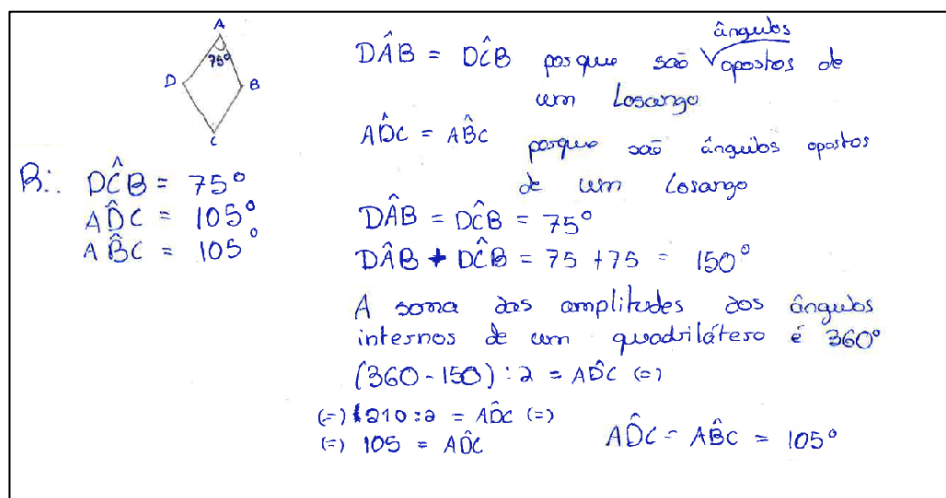 A
75°
D
B
C
R:. DĈB = 75°
AD̂C = 105°
AB̂C = 105°
DÂB = DĈB porque são ângulos opostos de
um Losango
AD̂C = AB̂C porque são ângulos opostos
de um Losango
DÂB = DĈB = 75°
DÂB + DĈB = 75 + 75 = 150°
A soma das amplitudes dos ângulos
internos de um quadrilátero é 360°
(360 - 150) : 2 = AD̂C (=)
(=) 210 : 2 = AD̂C (=)
(=) 105 = AD̂C
AD̂C = AB̂C = 105°